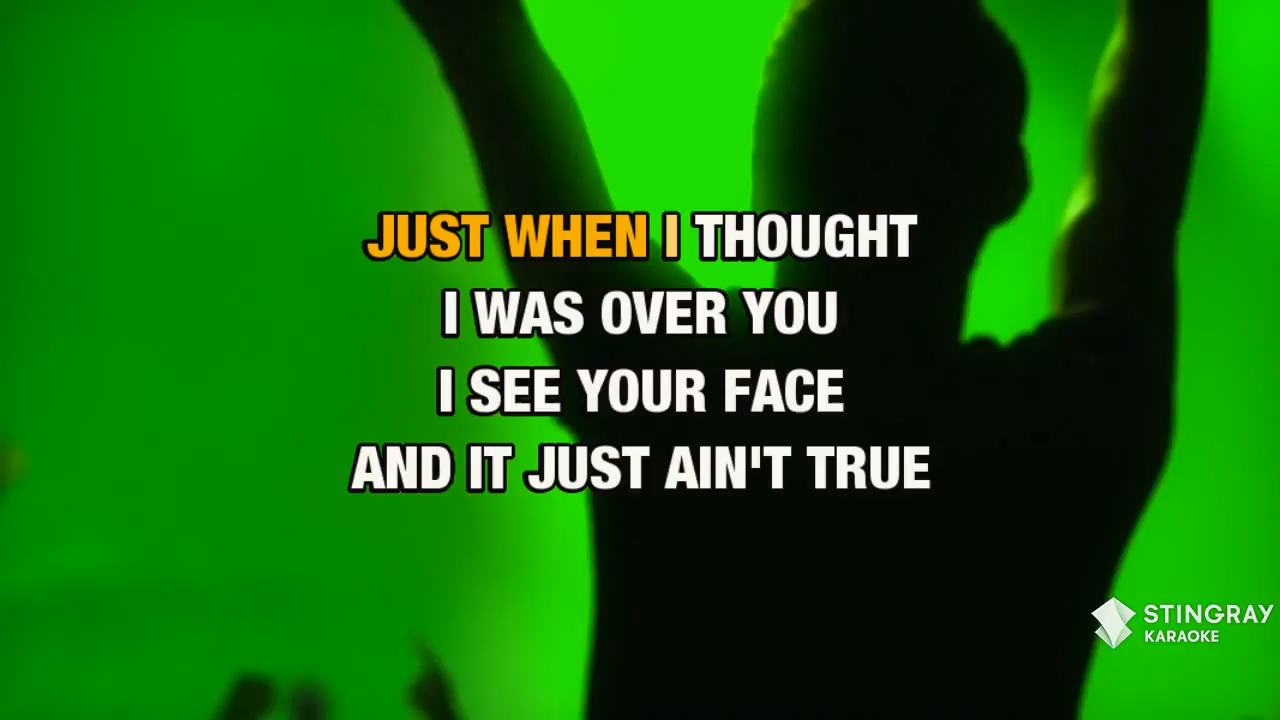 JUST WHEN I THOUGHT
I WAS OVER YOU
I SEE YOUR FACE
AND IT JUST AIN'T TRUE
STINGRAY
KARAOKE